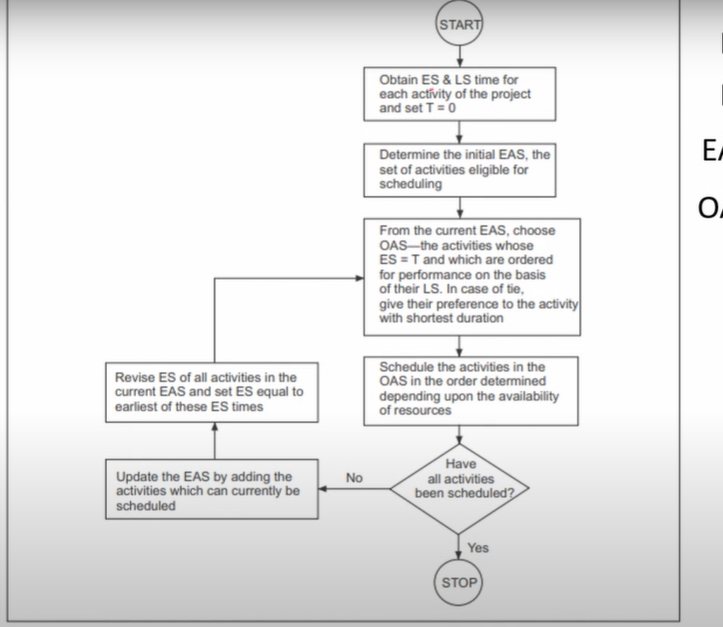 START
Obtain ES & LS time for
each activity of the project
and set T = 0
Determine the initial EAS, the
set of activities eligible for
scheduling
From the current EAS, choose
OAS—the activities whose
ES = T and which are ordered
for performance on the basis
of their LS. In case of tie,
give their preference to the activity
with shortest duration
Schedule the activities in the
OAS in the order determined
depending upon the availability
of resources
Have
all activities
been scheduled?
No
Update the EAS by adding the
activities which can currently be
scheduled
Revise ES of all activities in the
current EAS and set ES equal to
earliest of these ES times
Yes
STOP